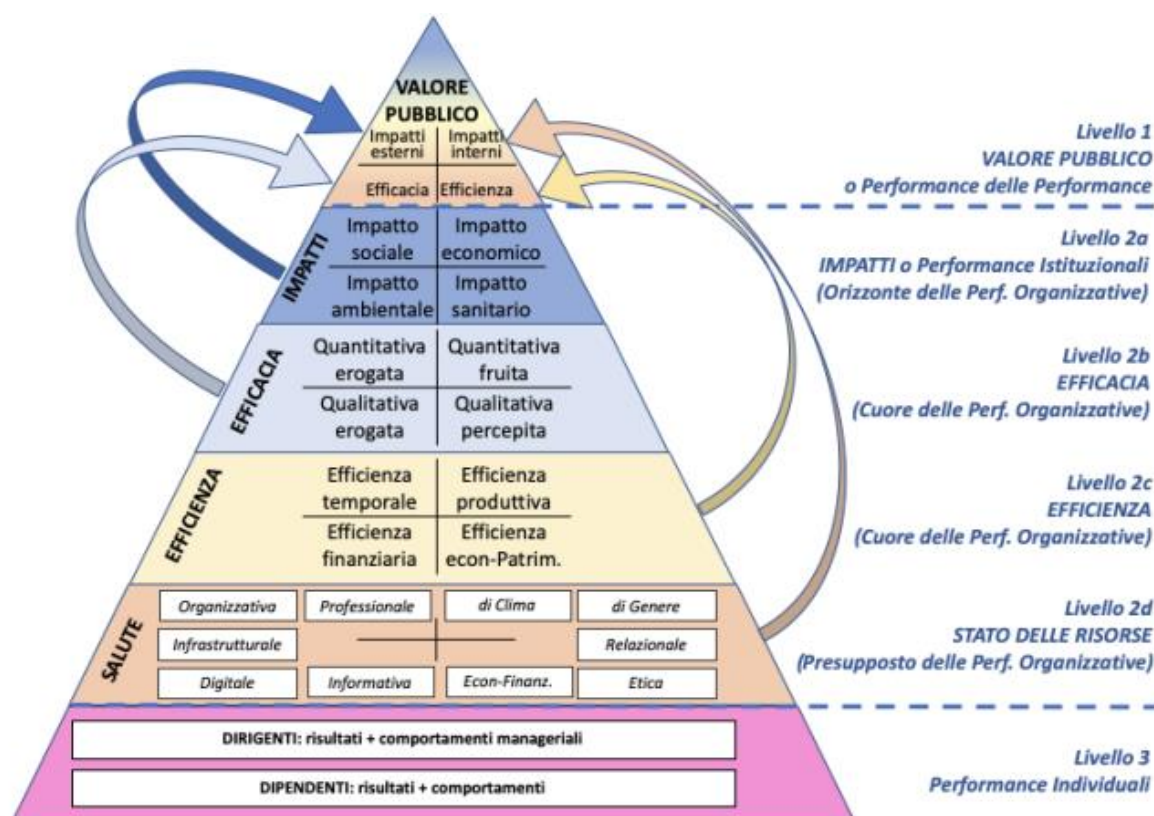 VALORE
PUBBLICO
Impatti esterni
Impatti interni
Efficacia
Efficienza
Livello 1
VALORE PUBBLICO
o Performance delle Performance
IMPATTI
Impatto sociale
Impatto economico
Impatto ambientale
Impatto sanitario
Livello 2a
IMPATTI o Performance Istituzionali
(Orizzonte delle Perf. Organizzative)
EFFICACIA
Quantitativa erogata
Quantitativa fruita
Qualitativa erogata
Qualitativa percepita
Livello 2b
EFFICACIA
(Cuore delle Perf. Organizzative)
EFFICIENZA
Efficienza temporale
Efficienza produttiva
Efficienza finanziaria
Efficienza econ-Patrim.
Livello 2c
EFFICIENZA
(Cuore delle Perf. Organizzative)
SALUTE
Organizzativa
Professionale
di Clima
di Genere
Infrastrutturale
Relazionale
Digitale
Informativa
Econ-Finanz.
Etica
Livello 2d
STATO DELLE RISORSE
(Presupposto delle Perf. Organizzative)
DIRIGENTI: risultati + comportamenti manageriali
DIPENDENTI: risultati + comportamenti
Livello 3
Performance Individuali